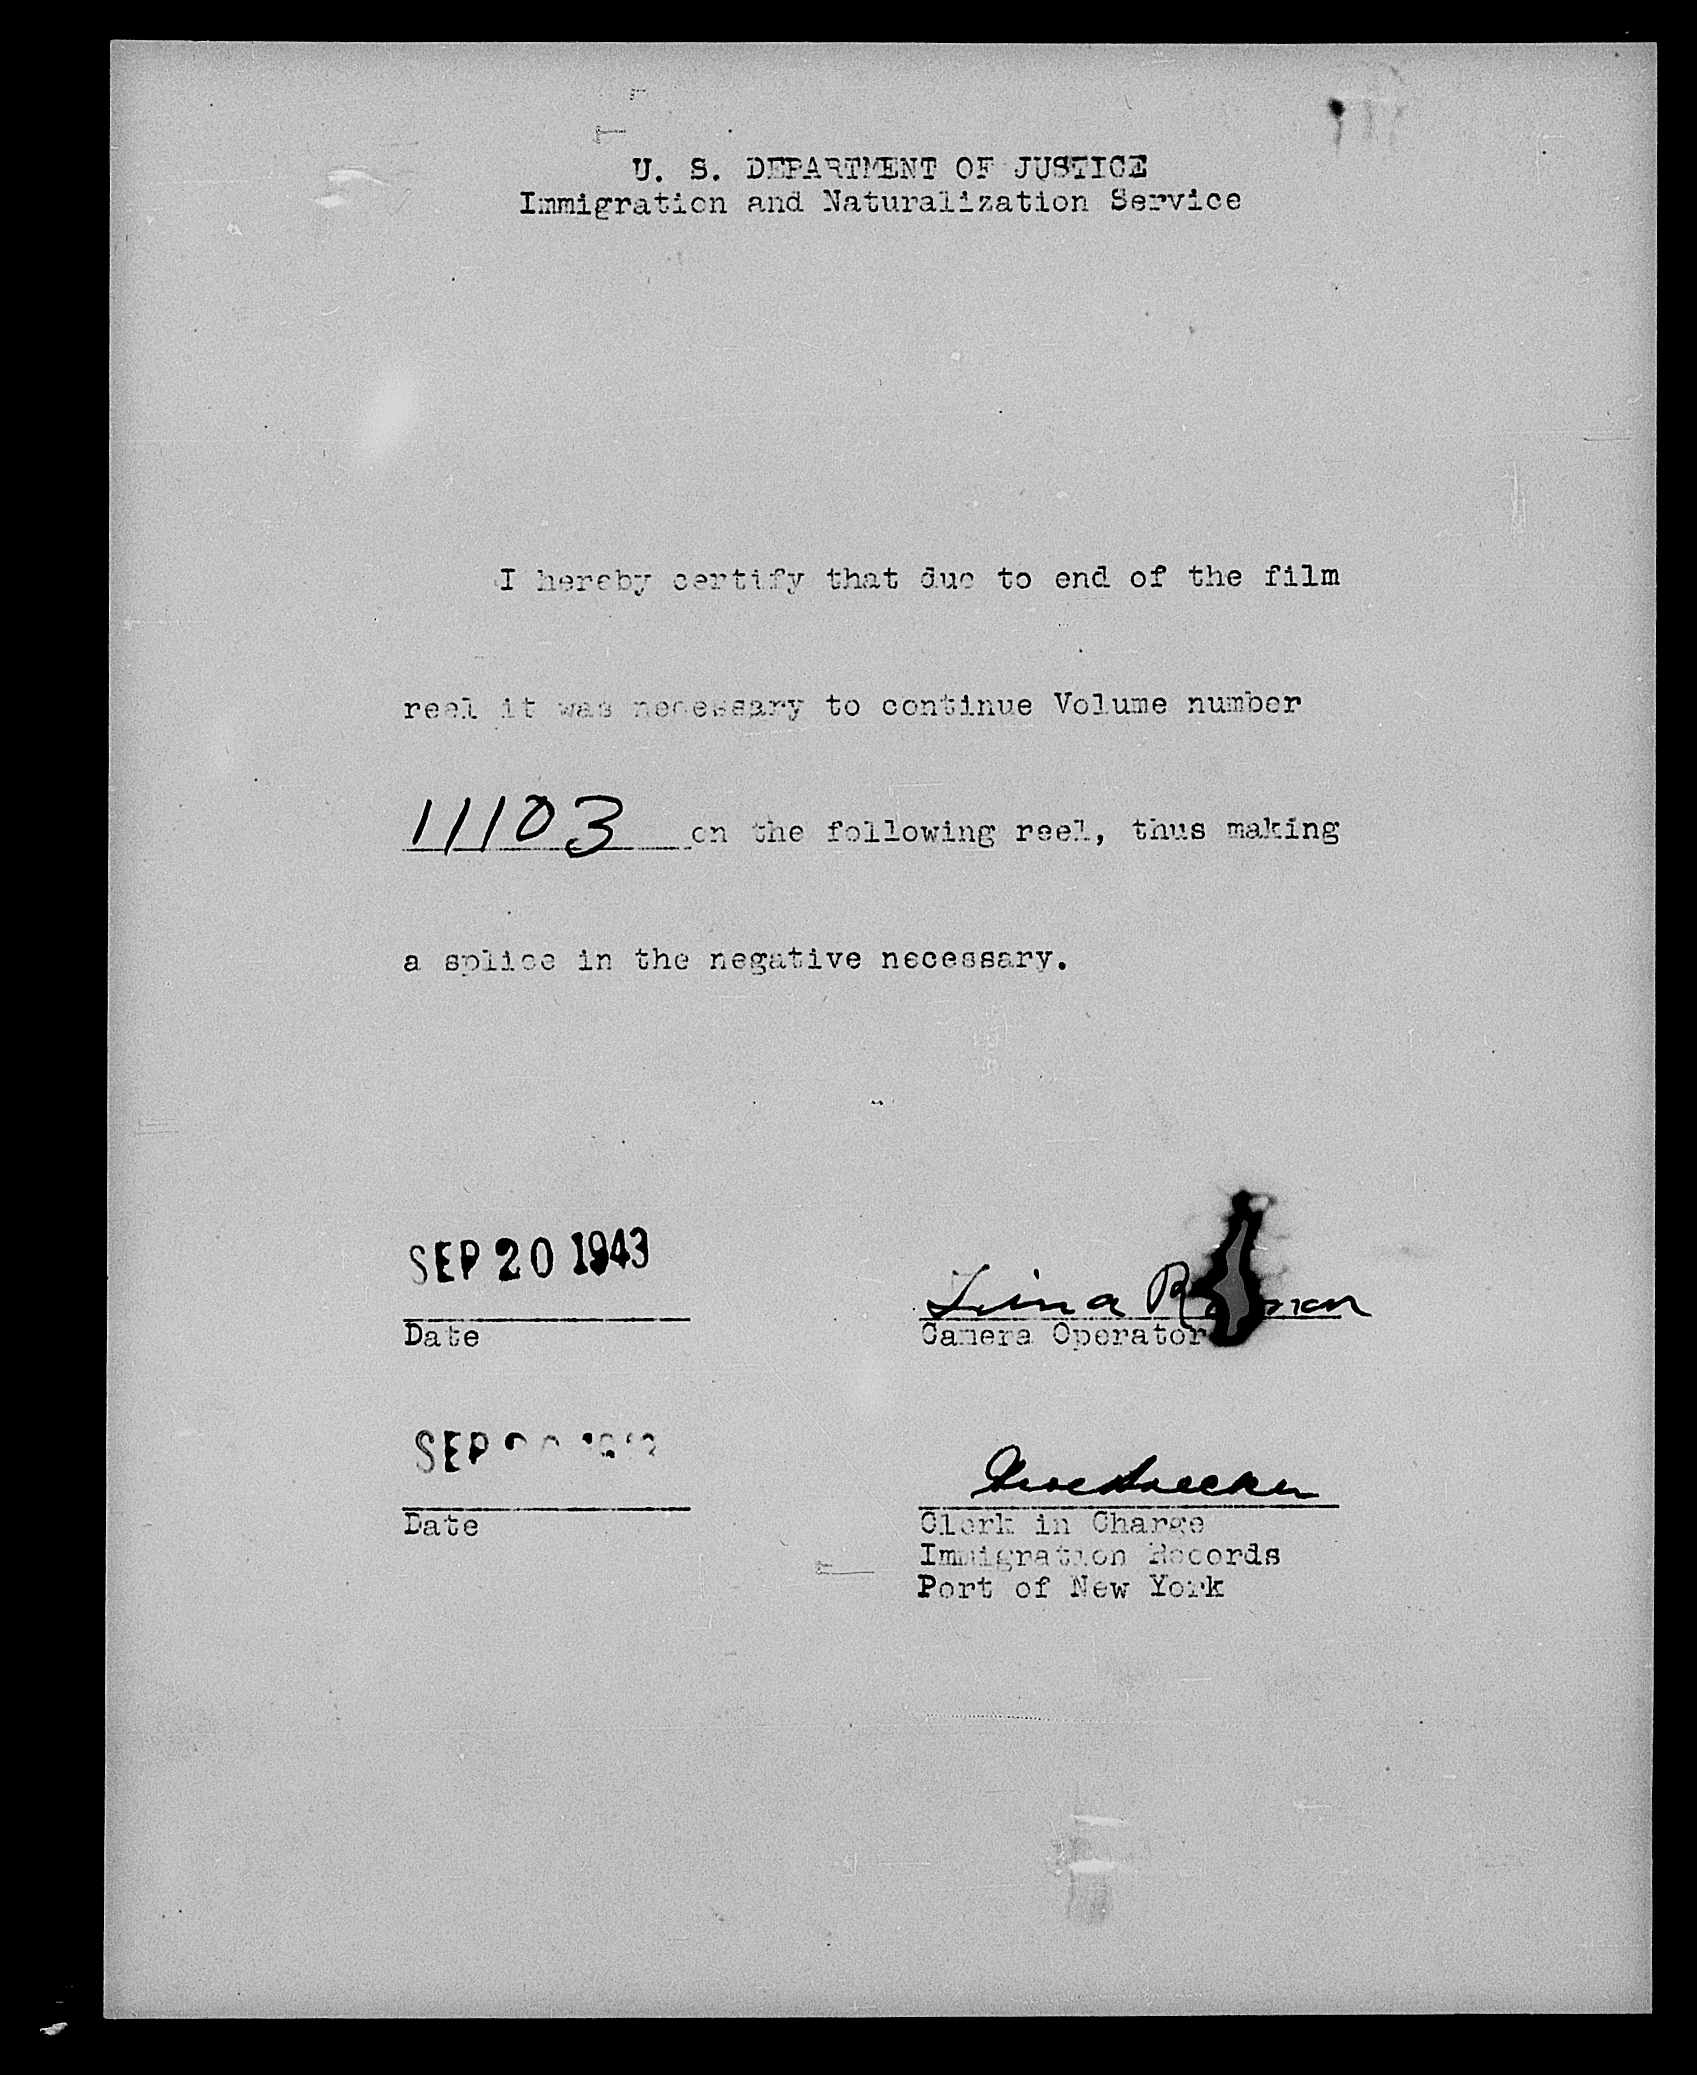 U. S. DEPARTMENT OF JUSTICE
Immigration and Naturalization Service
I hereby certify that due to end of the film
reel it was necessary to continue Volume number
11103 on the following reel, thus making
a splice in the negative necessary.
SEP 20 1943
Date
Camera Operator
SEP
Date
Clerk in Charge
Immigration Records
Port of New York